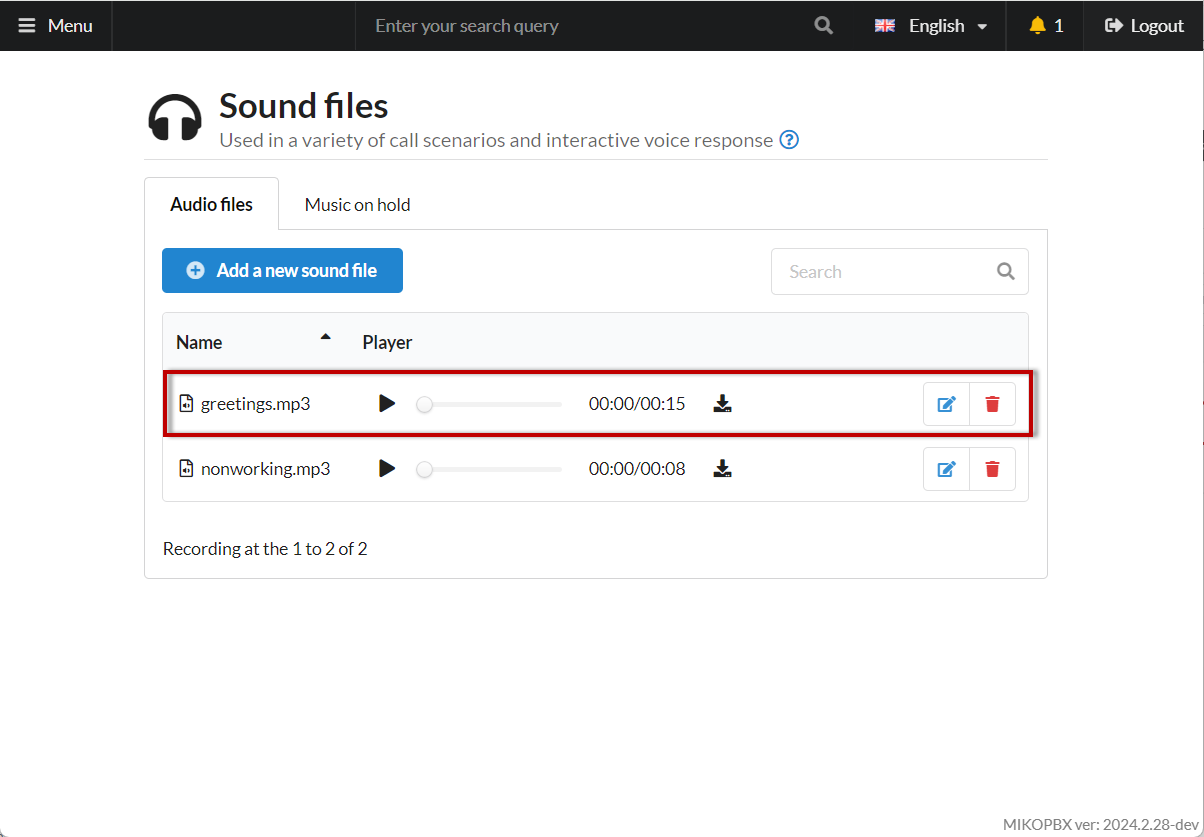 Menu
Enter your search query
English
1
Logout
Sound files
Used in a variety of call scenarios and interactive voice response ?
Audio files
Music on hold
Add a new sound file
Search
Name
Player
greetings.mp3 00:00/00:15
nonworking.mp3 00:00/00:08
Recording at the 1 to 2 of 2
MIKOPBX ver: 2024.2.28-dev